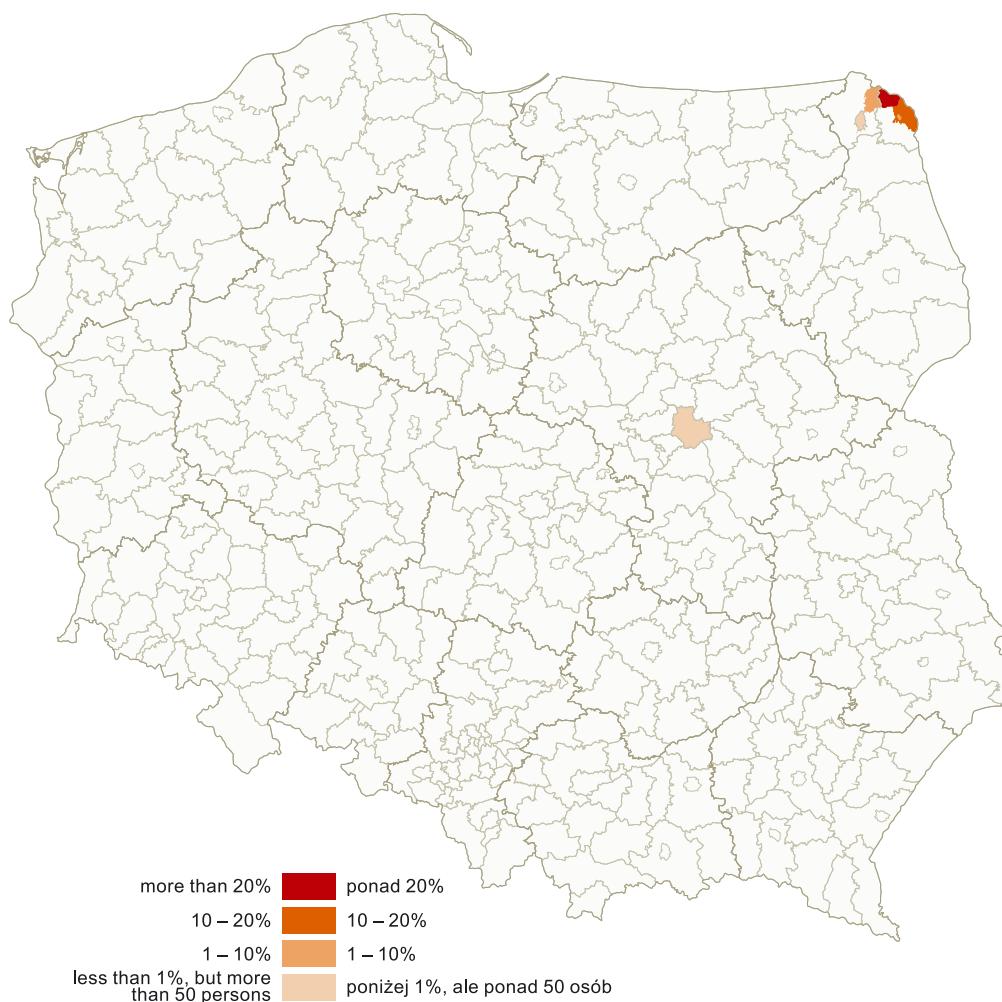 more than 20% ponad 20%
10 – 20% 10 – 20%
1 – 10% 1 – 10%
less than 1%, but more
than 50 persons
poniżej 1%, ale ponad 50 osób